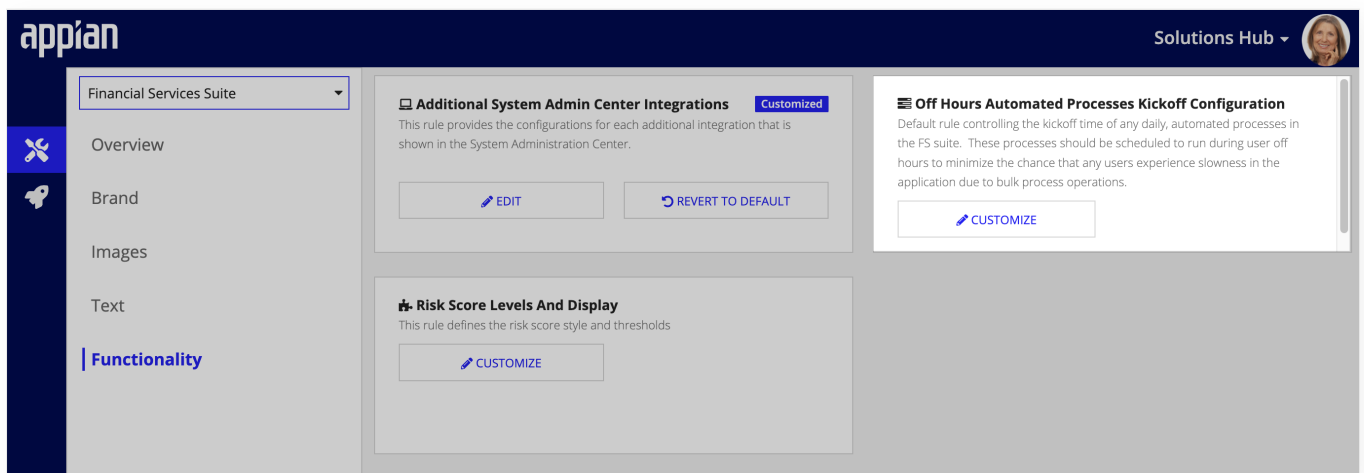 appian
Solutions Hub
Financial Services Suite
Overview
Brand
Images
Text
Functionality
Additional System Admin Center Integrations
Customized
This rule provides the configurations for each additional integration that is
shown in the System Administration Center.
EDIT
REVERT TO DEFAULT
Off Hours Automated Processes Kickoff Configuration
Default rule controlling the kickoff time of any daily, automated processes in
the FS suite.  These processes should be scheduled to run during user off
hours to minimize the chance that any users experience slowness in the
application due to bulk process operations.
CUSTOMIZE
Risk Score Levels And Display
This rule defines the risk score style and thresholds
CUSTOMIZE